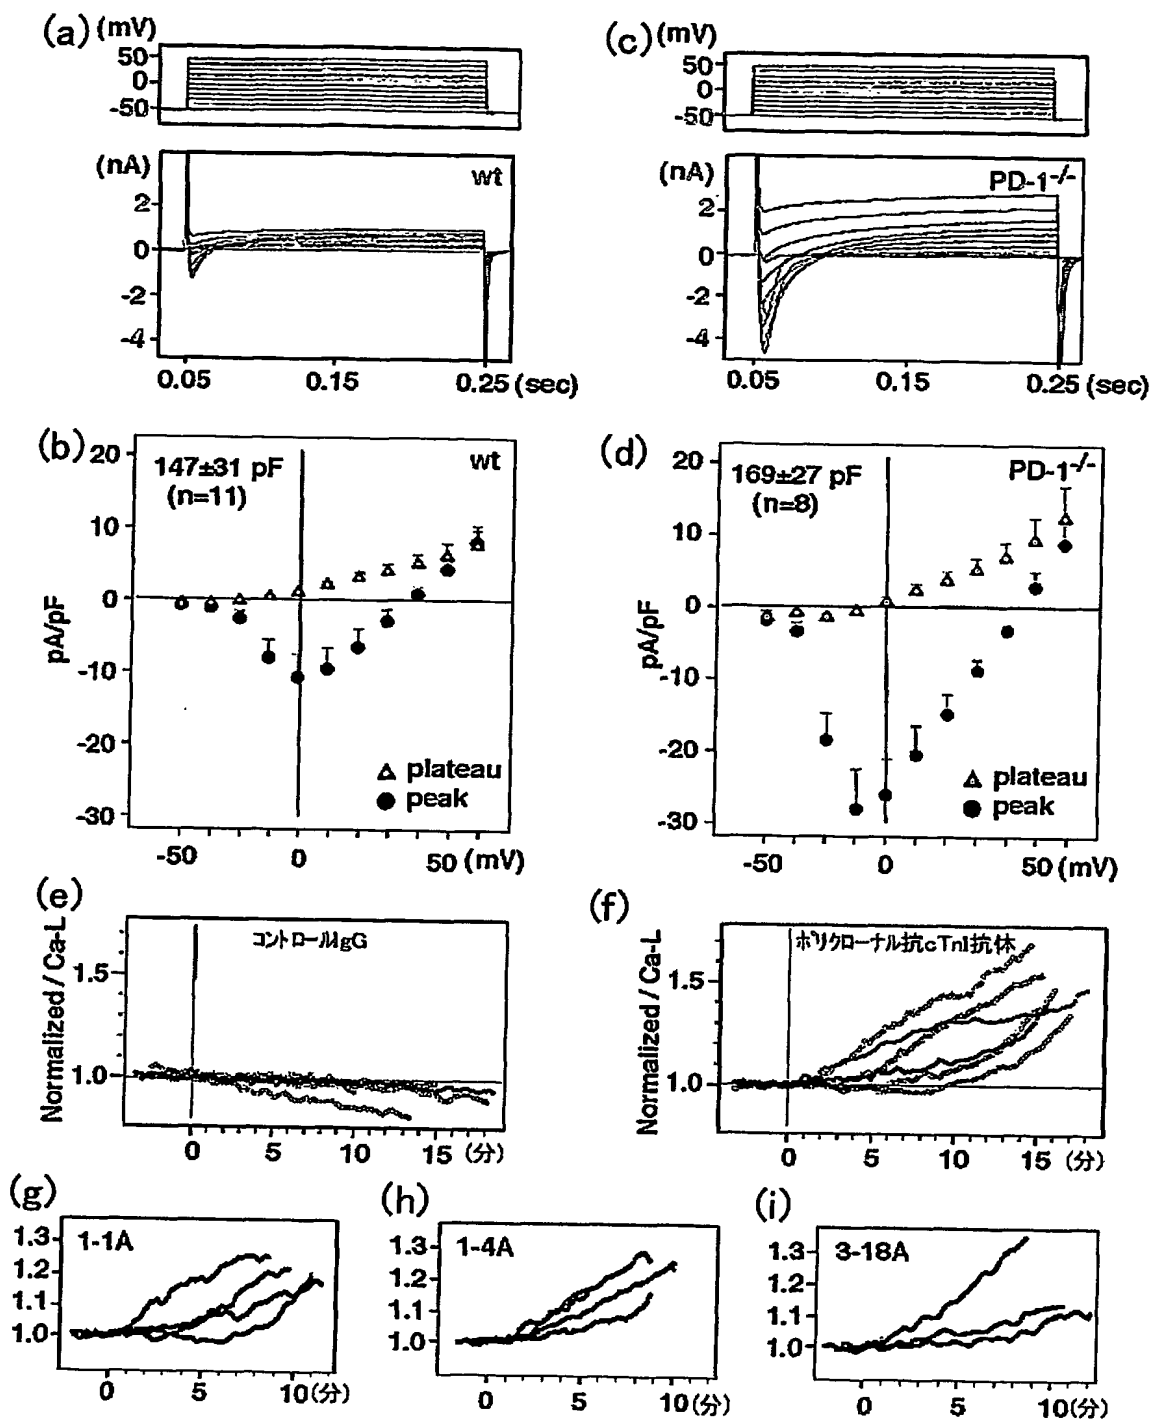 (a) (mV)
50
0
-50
(nA)
wt
2
0
-2
-4
0.05 0.15 0.25 (sec)
(c) (mV)
50
0
-50
(nA)
PD-1-/-
2
0
-2
-4
0.05 0.15 0.25 (sec)
(b)
20
10
0
-10
-20
-30
pA/pF
147±31 pF
(n=11)
wt
△ plateau
● peak
-50 0 50 (mV)
(d)
20
10
0
-10
-20
-30
pA/pF
169±27 pF
(n=8)
PD-1-/-
△ plateau
● peak
-50 0 50 (mV)
(e)
Normalized / Ca-L
1.5
1.0
コントロールIgG
0 5 10 15 (分)
(f)
Normalized / Ca-L
1.5
1.0
ポリクローナル抗cTnI抗体
0 5 10 15 (分)
(g)
1.3
1.2
1.1
1.0
1-1A
0 5 10(分)
(h)
1.3
1.2
1.1
1.0
1-4A
0 5 10(分)
(i)
1.3
1.2
1.1
1.0
3-18A
0 5 10(分)